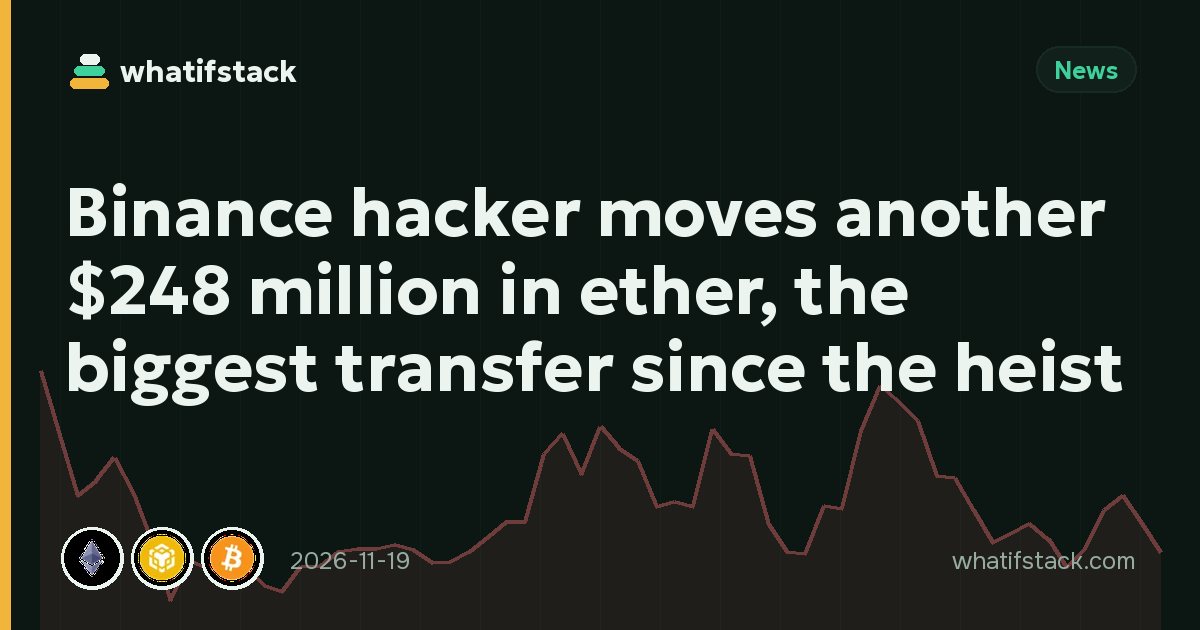 whatifstack
News
Binance hacker moves another
$248 million in ether, the
biggest transfer since the heist
2026-11-19
whatifstack.com